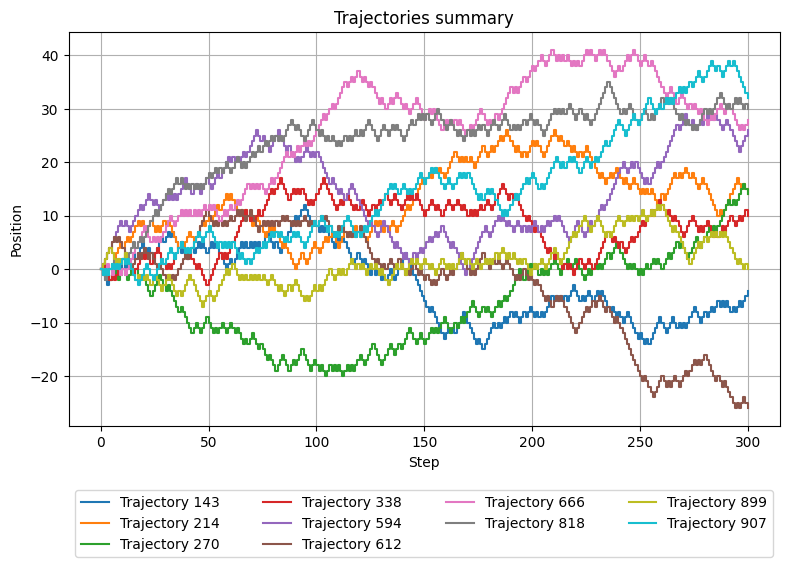 Trajectories summary
40
30
20
10
0
−10
−20
Position
0 50 100 150 200 250 300
Step
Trajectory 143 Trajectory 338 Trajectory 666 Trajectory 899
Trajectory 214 Trajectory 594 Trajectory 818 Trajectory 907
Trajectory 270 Trajectory 612